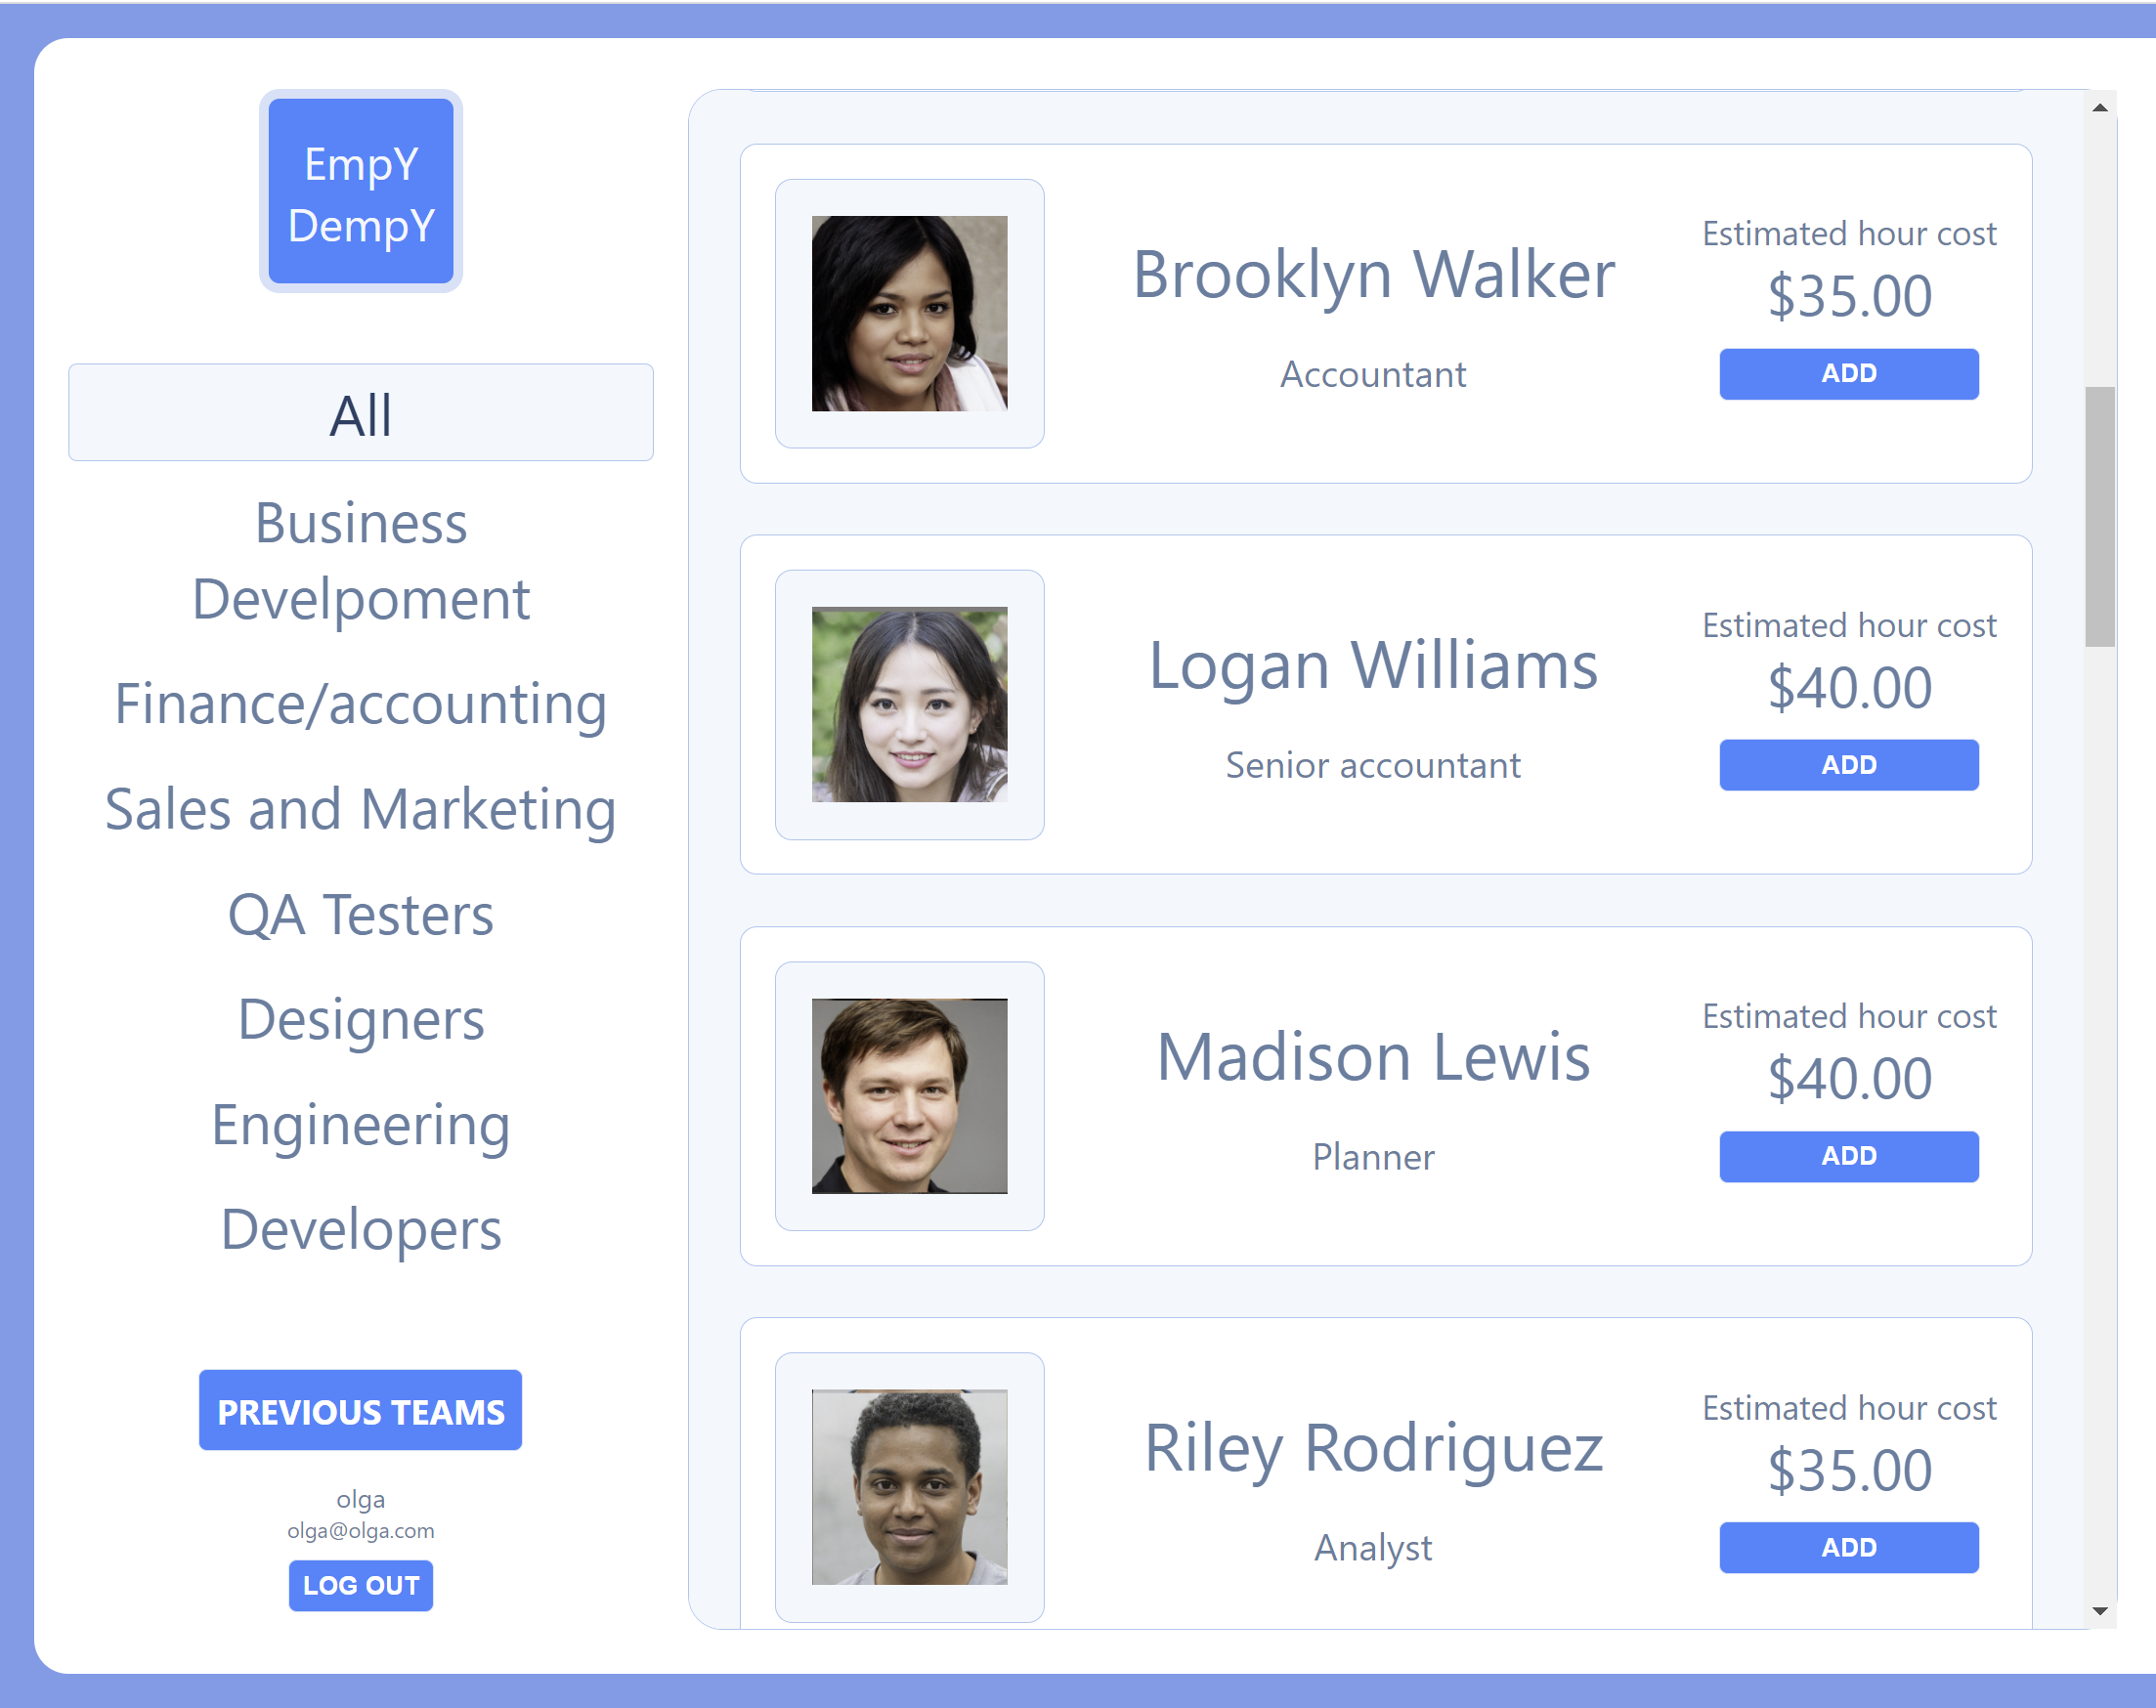 EmpY
DempY
All
Business
Develpoment
Finance/accounting
Sales and Marketing
QA Testers
Designers
Engineering
Developers
PREVIOUS TEAMS
olga
olga@olga.com
LOG OUT
Brooklyn Walker
Accountant
Estimated hour cost
$35.00
ADD
Logan Williams
Senior accountant
Estimated hour cost
$40.00
ADD
Madison Lewis
Planner
Estimated hour cost
$40.00
ADD
Riley Rodriguez
Analyst
Estimated hour cost
$35.00
ADD